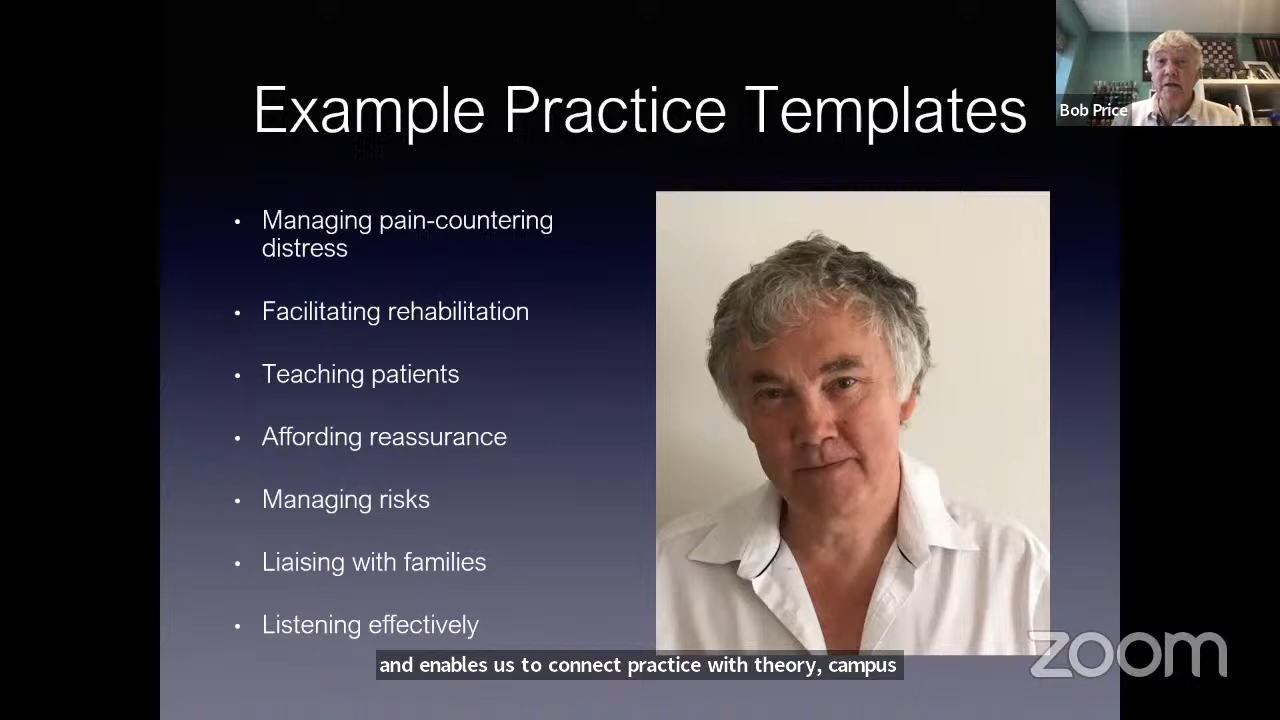 Example Practice Templates
Bob Price
• Managing pain-countering
distress
• Facilitating rehabilitation
• Teaching patients
• Affording reassurance
• Managing risks
• Liaising with families
• Listening effectively
and enables us to connect practice with theory, campus
zoom